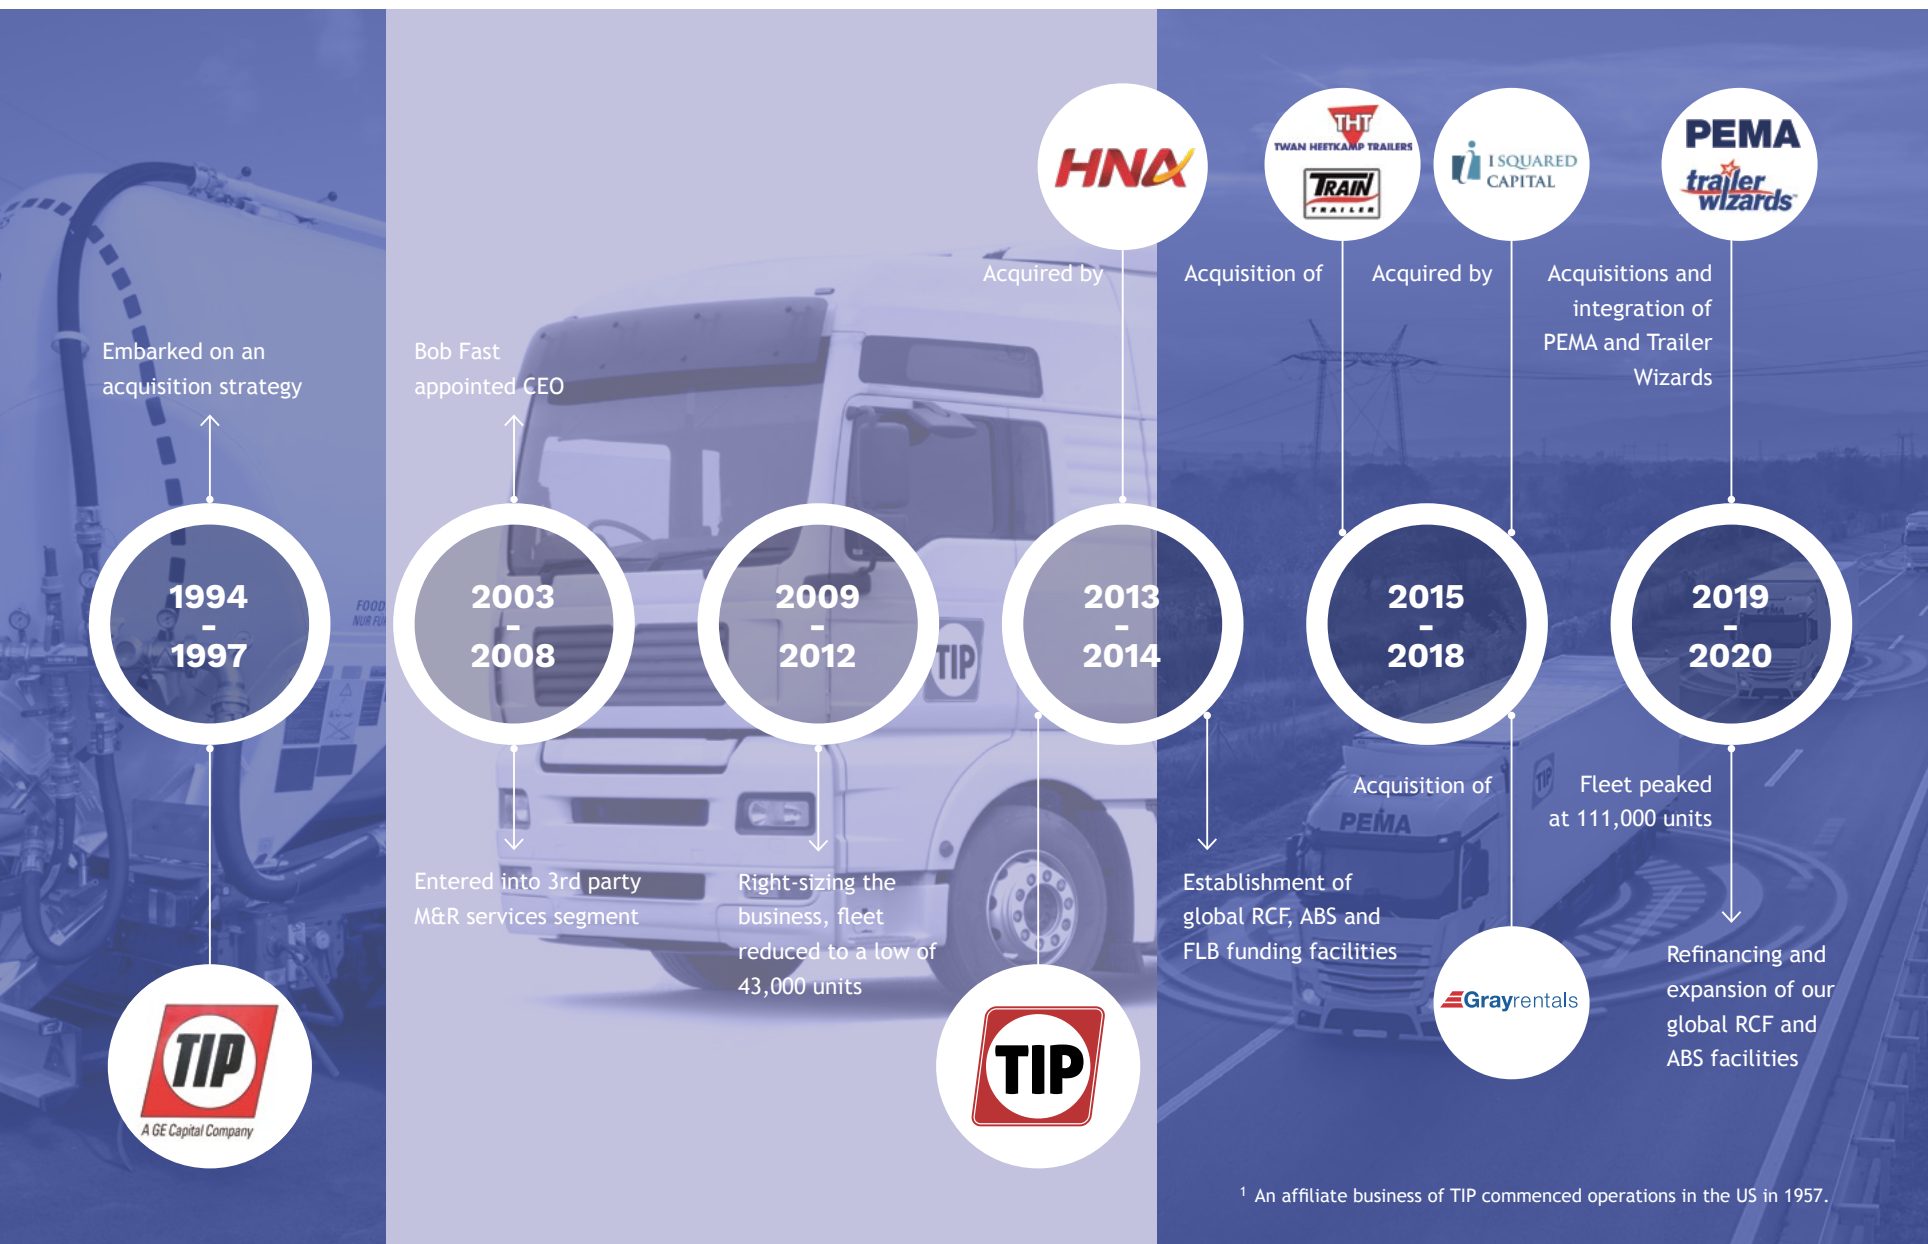 HNA
THT
TWAN HEETKAMP TRAILERS
TRAIN
TRAILER
I SQUARED
CAPITAL
PEMA
trailer
wizards™
Acquired by
Acquisition of
Acquired by
Acquisitions and
integration of
PEMA and Trailer
Wizards
Embarked on an
acquisition strategy
Bob Fast
appointed CEO
1994
-
1997
2003
-
2008
2009
-
2012
2013
-
2014
2015
-
2018
2019
-
2020
FOOD
TIP
PEMA
TIP
PEMA
Acquisition of
Fleet peaked
at 111,000 units
Entered into 3rd party
M&R services segment
Right-sizing the
business, fleet
reduced to a low of
43,000 units
Establishment of
global RCF, ABS and
FLB funding facilities
Refinancing and
expansion of our
global RCF and
ABS facilities
TIP
A GE Capital Company
TIP
Grayrentals
1 An affiliate business of TIP commenced operations in the US in 1957.